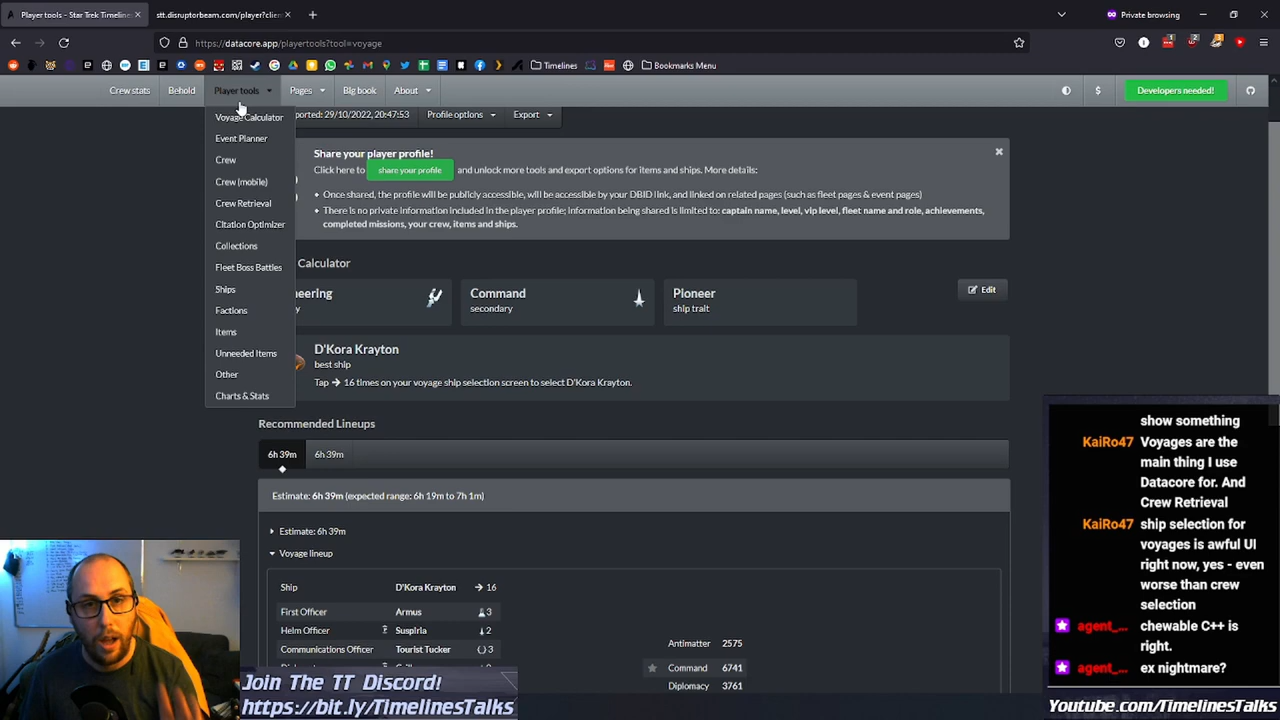 Player tools - Star Trek Timeline
stt.disruptorbeam.com/player?clie
Private browsing
https://datacore.app/playertools?tool=voyage
Timelines
Bookmarks Menu
Crew stats
Behold
Player tools
Pages
Big book
About
Developers needed!
ported: 29/10/2022, 20:47:53
Profile options
Export
Voyage Calculator
Event Planner
Crew
Crew (mobile)
Crew Retrieval
Citation Optimizer
Collections
Fleet Boss Battles
Ships
Factions
Items
Unneeded Items
Other
Charts & Stats
Share your player profile!
Click here to share your profile and unlock more tools and export options for items and ships. More details:
Once shared, the profile will be publicly accessible, will be accessible by your DBID link, and linked on related pages (such as fleet pages & event pages)
There is no private information included in the player profile; information being shared is limited to: captain name, level, vip level, fleet name and role, achievements,
completed missions, your crew, items and ships.
Calculator
neering
y
Command
secondary
Pioneer
ship trait
Edit
D'Kora Krayton
best ship
Tap → 16 times on your voyage ship selection screen to select D'Kora Krayton.
Recommended Lineups
6h 39m
6h 39m
Estimate: 6h 39m (expected range: 6h 19m to 7h 1m)
Estimate: 6h 39m
Voyage lineup
Ship D'Kora Krayton → 16
First Officer Armus 3
Helm Officer Suspiria 2
Communications Officer Tourist Tucker 3
Antimatter 2575
Command 6741
Diplomacy 3761
show something
KaiRo47 Voyages are the
main thing I use
Datacore for. And
Crew Retrieval
KaiRo47 ship selection for
voyages is awful UI
right now, yes - even
worse than crew
selection
agent_... chewable C++ is
right.
agent_... ex nightmare?
Join The TT Discord!
https://bit.ly/TimelinesTalks
Youtube.com/TimelinesTalks